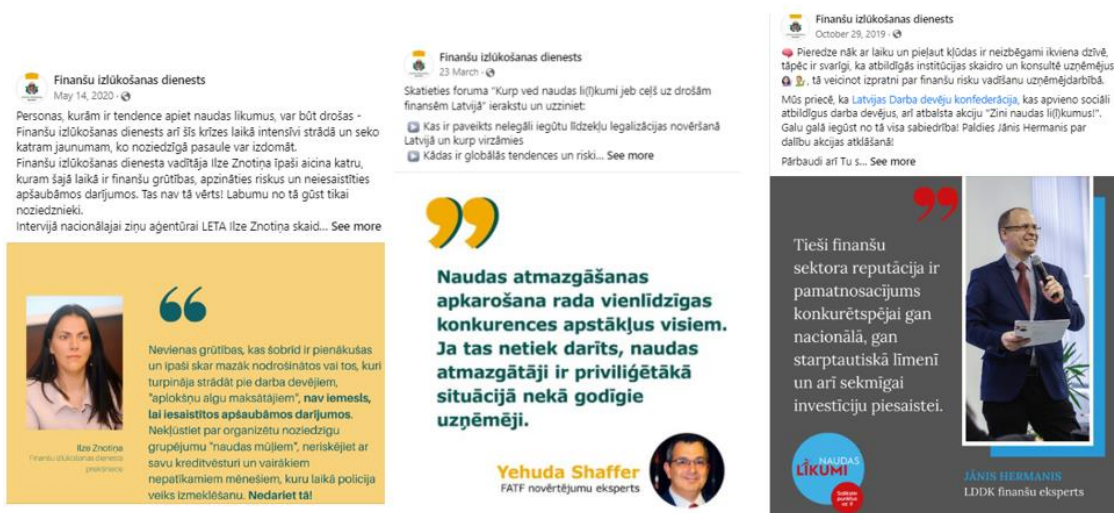 Finanšu izlūkošanas dienests
May 14, 2020 ·
Personas, kurām ir tendence apiet naudas likumus, var būt drošas -
Finanšu izlūkošanas dienests arī šīs krīzes laikā intensīvi strādā un seko
katram jaunumam, ko noziedzīgā pasaule var izdomāt.
Finanšu izlūkošanas dienesta vadītāja Ilze Znotiņa īpaši aicina katru,
kuram šajā laikā ir finanšu grūtības, apzināties riskus un neiesaistīties
apšaubāmos darījumos. Tas nav tā vērts! Labumu no tā gūst tikai
noziedznieki.
Intervijā nacionālajai ziņu aģentūrai LETA Ilze Znotiņa skaid... See more
Nevienas grūtības, kas šobrīd ir pienākušas
un īpaši skar mazāk nodrošinātos vai tos, kuri
turpināja strādāt pie darba devējiem,
"aplokšņu algu maksātājiem", nav iemesls,
lai iesaistītos apšaubāmos darījumos.
Nekļūstiet par organizētu noziedzīgu
grupējumu "naudas mūļiem", neriskējiet ar
savu kredītvēsturi un vairākiem
nepatīkamiem mēnešiem, kuru laikā policija
veiks izmeklēšanu. Nedariet tā!
Ilze Znotiņa
Finanšu izlūkošanas dienesta
priekšniece
Finanšu izlūkošanas dienests
23 March ·
Skatieties foruma "Kurp ved naudas li(l)kumi jeb ceļš uz drošām
finansēm Latvijā" ierakstu un uzziniet:
Kas ir paveikts nelegāli iegūtu līdzekļu legalizācijas novēršanā
Latvijā un kurp virzāmies
Kādas ir globālās tendences un riski... See more
Naudas atmazgāšanas
apkarošana rada vienlīdzīgas
konkurences apstākļus visiem.
Ja tas netiek darīts, naudas
atmazgātāji ir priviliģētākā
situācijā nekā godīgie
uzņēmēji.
Yehuda Shaffer
FATF novērtējumu eksperts
Finanšu izlūkošanas dienests
October 29, 2019 ·
Pieredze nāk ar laiku un pieļaut kļūdas ir neizbēgami ikviena dzīvē,
tāpēc ir svarīgi, ka atbildīgās institūcijas skaidro un konsultē uzņēmējus
, tā veicinot izpratni par finanšu risku vadīšanu uzņēmējdarbībā.
Mūs priecē, ka Latvijas Darba devēju konfederācija, kas apvieno sociāli
atbildīgus darba devējus, arī atbalsta akciju "Zini naudas li(l)kumus!".
Galu galā iegūst no tā visa sabiedrība! Paldies Jānis Hermanis par
dalību akcijas atklāšanā!
Pārbaudi arī Tu s... See more
Tieši finanšu
sektora reputācija ir
pamatnosacījums
konkurētspējai gan
nacionālā, gan
starptautiskā līmenī
un arī sekmīgai
investīciju piesaistei.
NAUDAS
LĪKUMI
Saliksim
punktus
uz i!
JĀNIS HERMANIS
LDDK finanšu eksperts